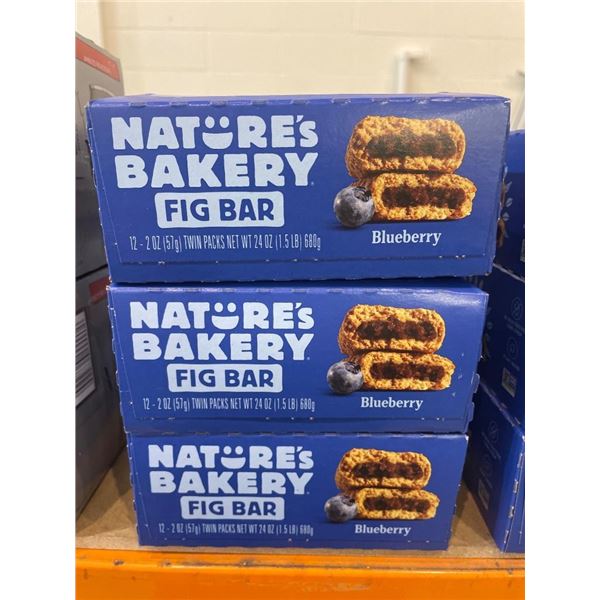 NATURE'S
BAKERY
FIG BAR
12 - 2 OZ (57g) TWIN PACKS NET WT 24 OZ (1.5 LB) 680g
Blueberry
NATURE'S
BAKERY
FIG BAR
12 - 2 OZ (57g) TWIN PACKS NET WT 24 OZ (1.5 LB) 680g
Blueberry
NATURE'S
BAKERY
FIG BAR
12 - 2 OZ (57g) TWIN PACKS NET WT 24 OZ (1.5 LB) 680g
Blueberry